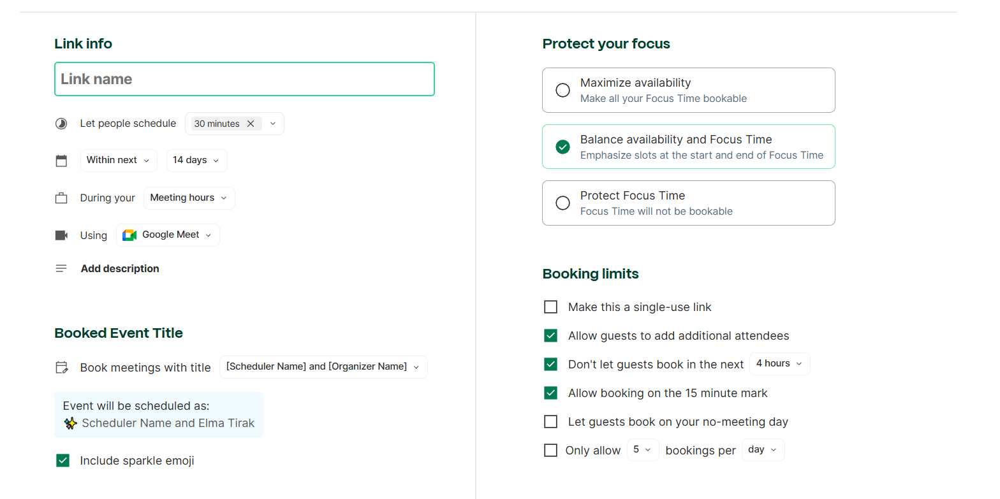 Link info
Link name
Let people schedule 30 minutes
Within next 14 days
During your Meeting hours
Using Google Meet
Add description
Booked Event Title
Book meetings with title [Scheduler Name] and [Organizer Name]
Event will be scheduled as:
✨ Scheduler Name and Elma Tirak
Include sparkle emoji
Protect your focus
Maximize availability
Make all your Focus Time bookable
Balance availability and Focus Time
Emphasize slots at the start and end of Focus Time
Protect Focus Time
Focus Time will not be bookable
Booking limits
Make this a single-use link
Allow guests to add additional attendees
Don't let guests book in the next 4 hours
Allow booking on the 15 minute mark
Let guests book on your no-meeting day
Only allow 5 bookings per day